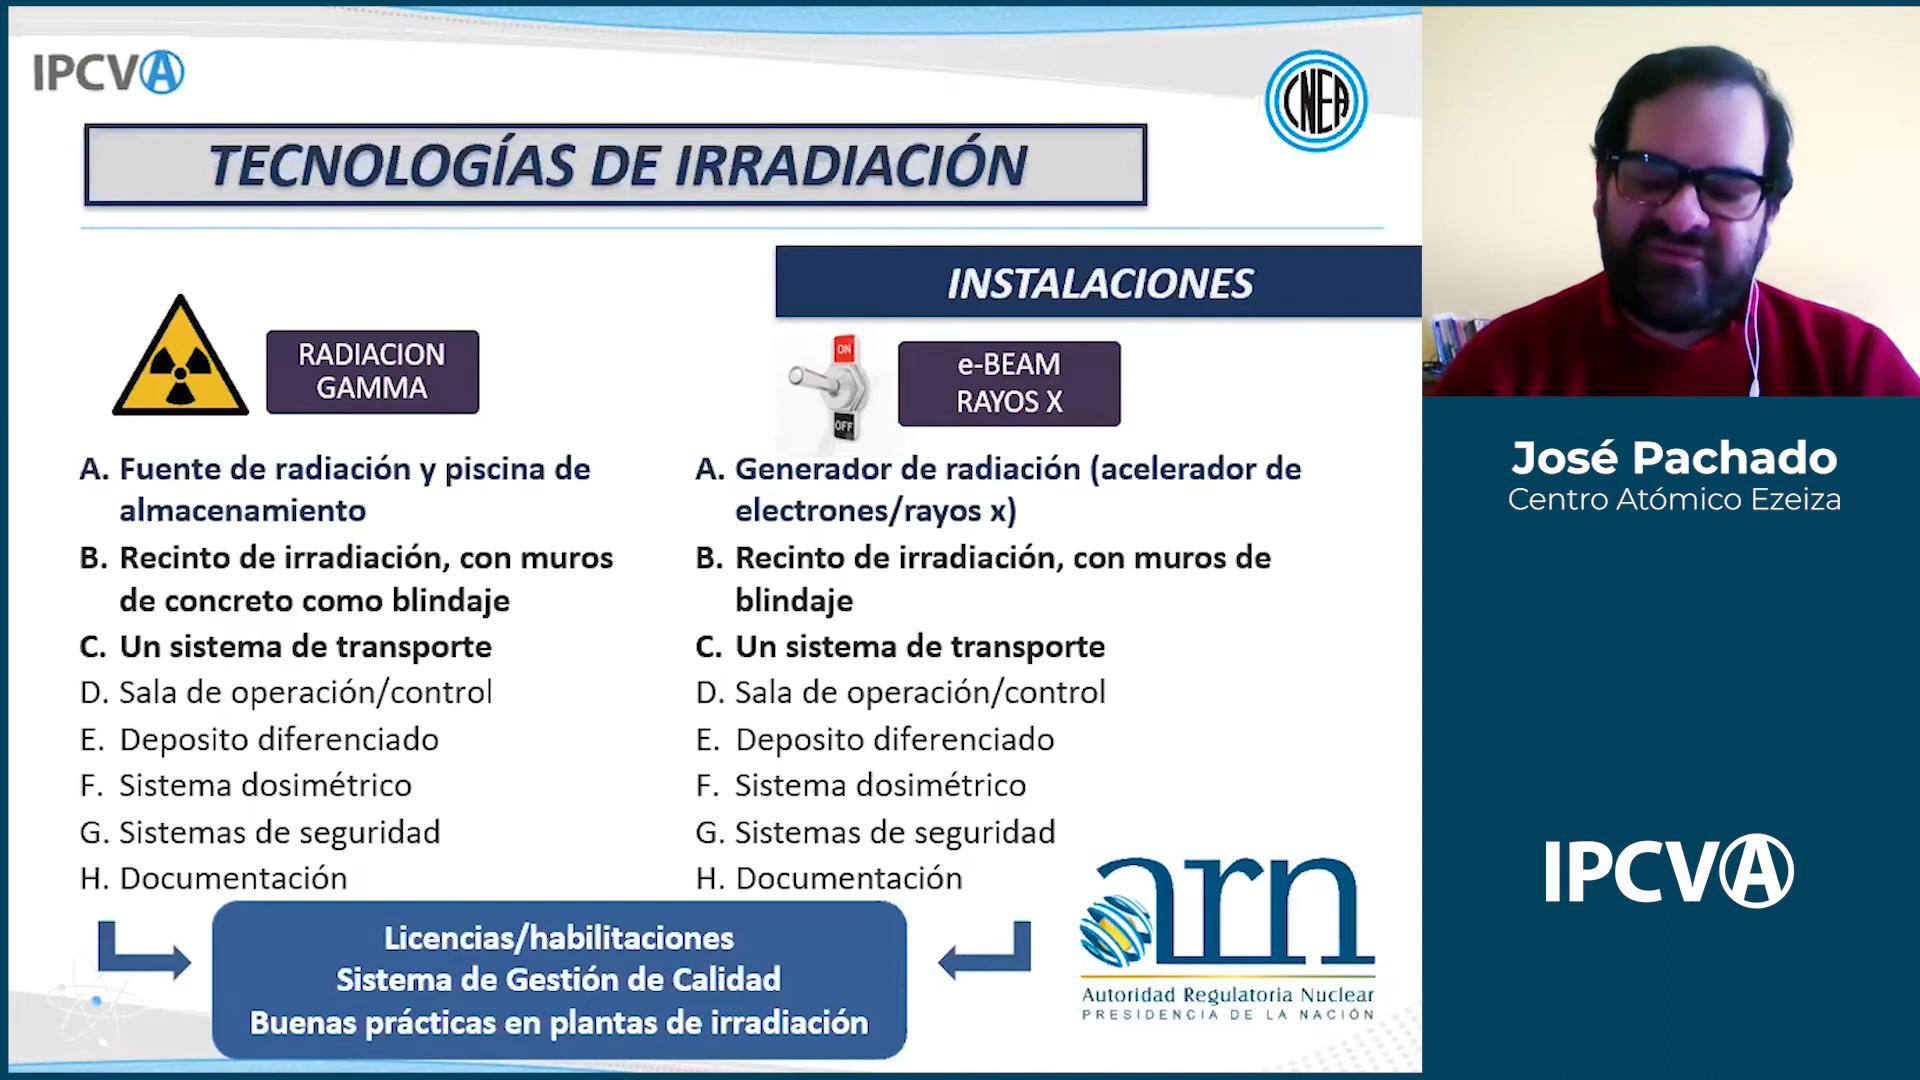 IPCVA
CNEA
TECNOLOGÍAS DE IRRADIACIÓN
INSTALACIONES
RADIACION
GAMMA
ON
OFF
e-BEAM
RAYOS X
A. Fuente de radiación y piscina de
almacenamiento
B. Recinto de irradiación, con muros
de concreto como blindaje
C. Un sistema de transporte
D. Sala de operación/control
E. Deposito diferenciado
F. Sistema dosimétrico
G. Sistemas de seguridad
H. Documentación
A. Generador de radiación (acelerador de
electrones/rayos x)
B. Recinto de irradiación, con muros de
blindaje
C. Un sistema de transporte
D. Sala de operación/control
E. Deposito diferenciado
F. Sistema dosimétrico
G. Sistemas de seguridad
H. Documentación
Licencias/habilitaciones
Sistema de Gestión de Calidad
Buenas prácticas en plantas de irradiación
arn
Autoridad Regulatoria Nuclear
PRESIDENCIA DE LA NACIÓN
José Pachado
Centro Atómico Ezeiza
IPCVA